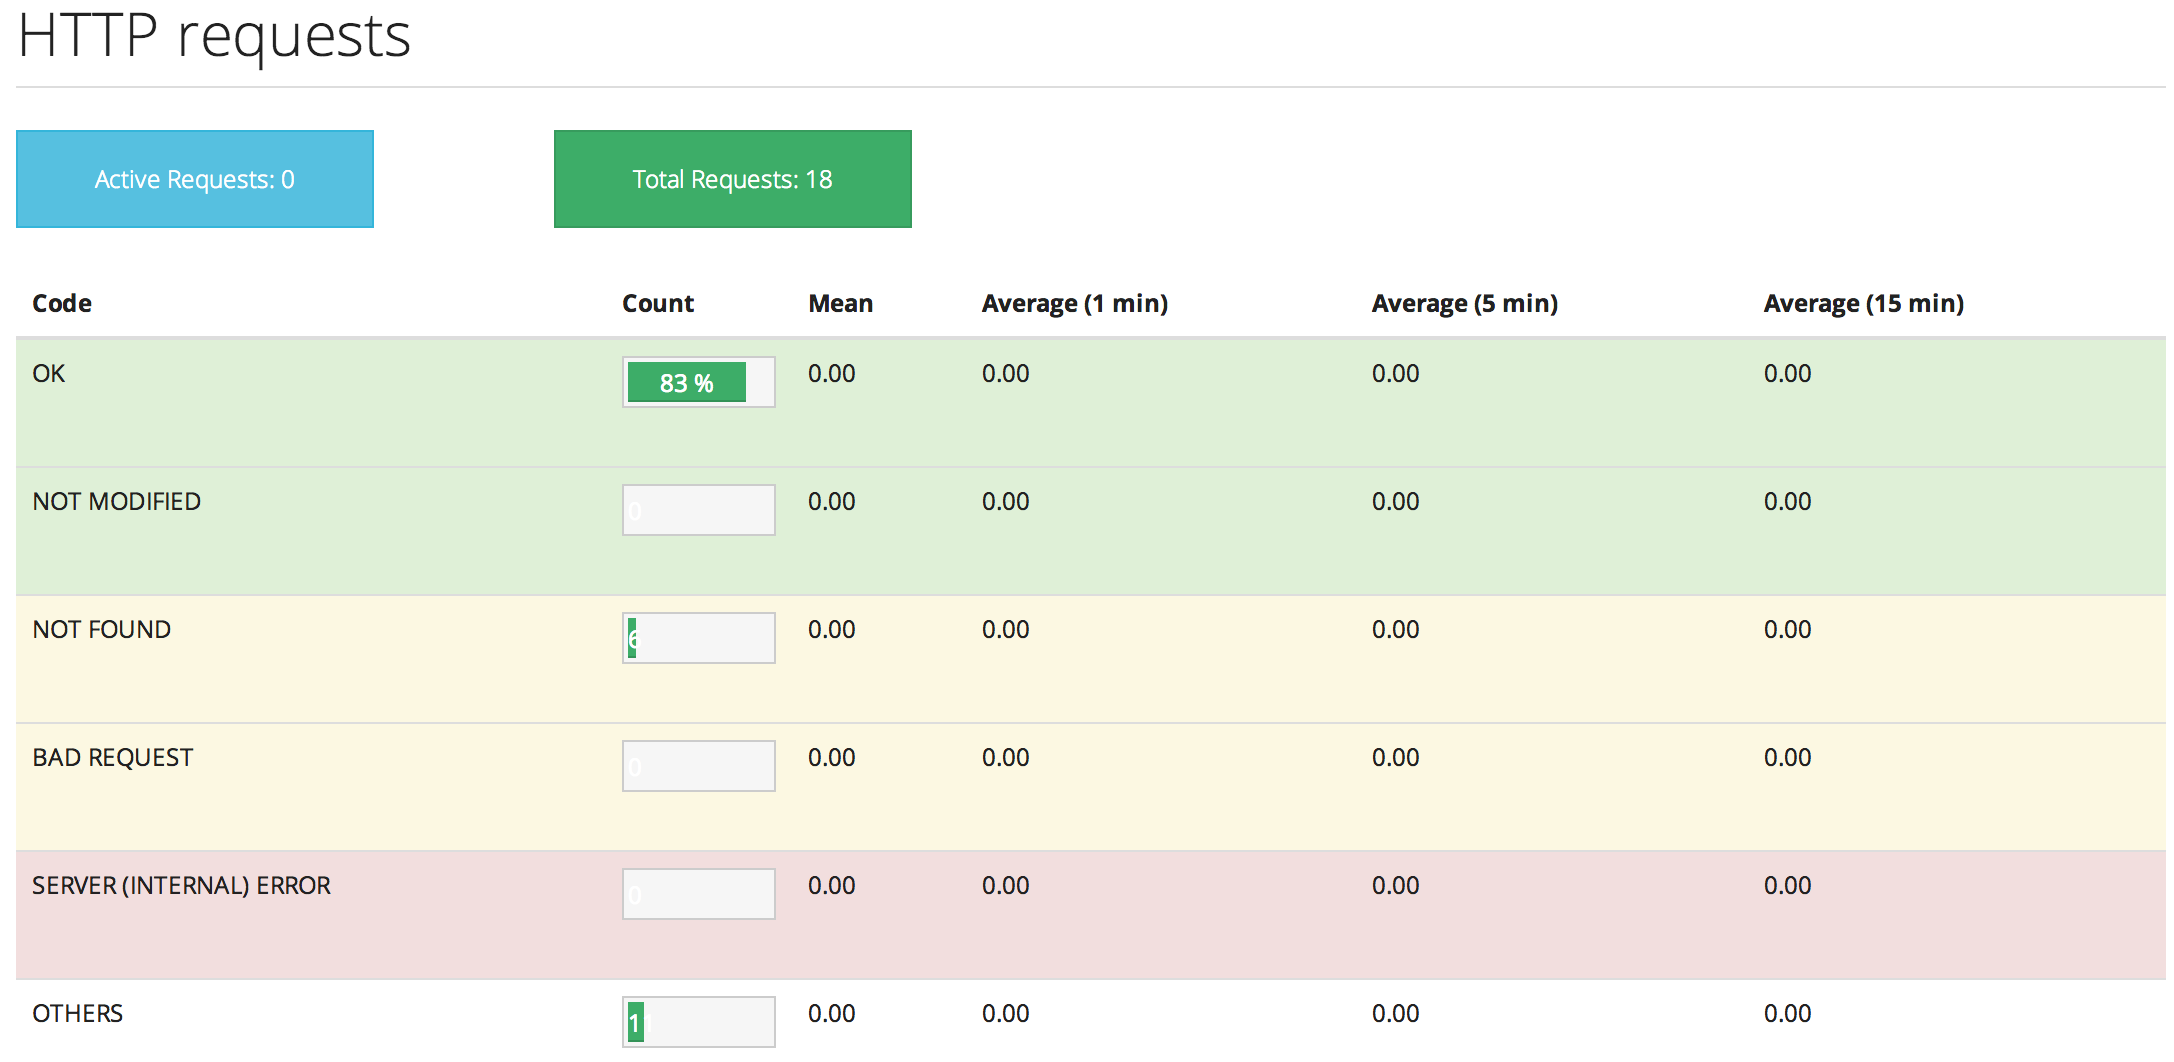 HTTP requests
Active Requests: 0 Total Requests: 18
Code Count Mean Average (1 min) Average (5 min) Average (15 min)
OK 83 % 0.00 0.00 0.00 0.00
NOT MODIFIED 0 0.00 0.00 0.00 0.00
NOT FOUND 6 0.00 0.00 0.00 0.00
BAD REQUEST 0 0.00 0.00 0.00 0.00
SERVER (INTERNAL) ERROR 0 0.00 0.00 0.00 0.00
OTHERS 11 0.00 0.00 0.00 0.00